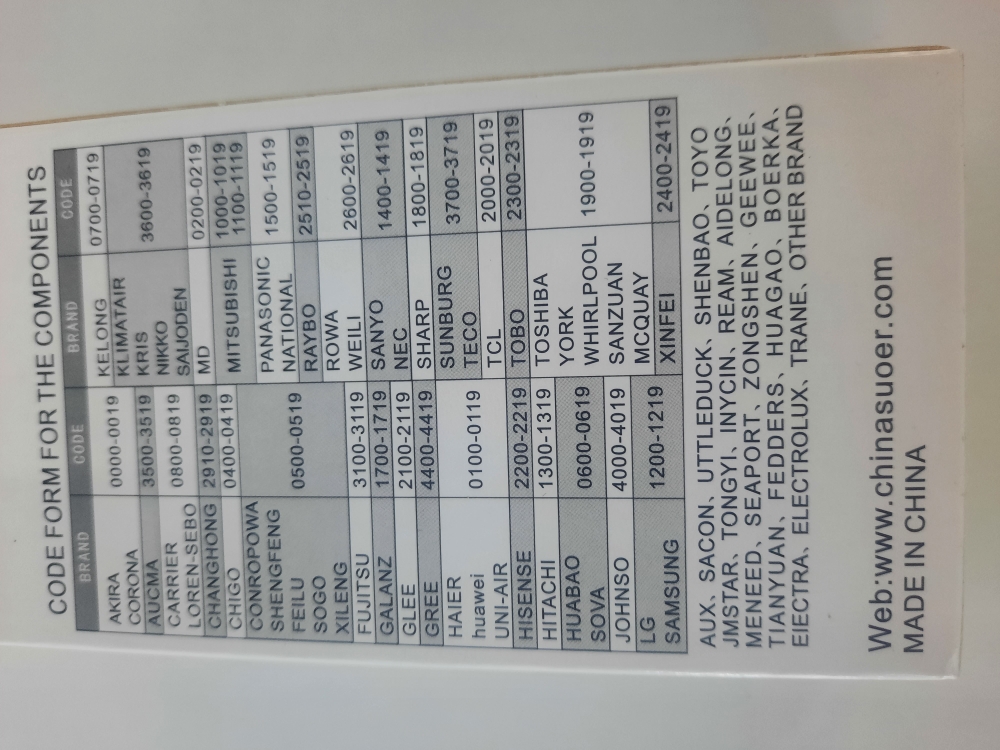 CODE FORM FOR THE COMPONENTS
BRAND CODE BRAND CODE
AKIRA
CORONA 0000-0019
AUCMA 3500-3519
CARRIER
LOREN-SEBO 0800-0819
CHANGHONG 2910-2919
CHIGO 0400-0419
CONROPOWA
SHENGFENG
FEILU 0500-0519
SOGO
XILENG
FUJITSU 3100-3119
GALANZ 1700-1719
GLEE 2100-2119
GREE 4400-4419
HAIER
huawei 0100-0119
UNI-AIR
HISENSE 2200-2219
HITACHI 1300-1319
HUABAO
SOVA 0600-0619
JOHNSO 4000-4019
LG
SAMSUNG 1200-1219
KELONG 0700-0719
KLIMATAIR
KRIS
NIKKO 3600-3619
SAIJODEN
MD 0200-0219
MITSUBISHI 1000-1019
1100-1119
PANASONIC
NATIONAL 1500-1519
RAYBO 2510-2519
ROWA
WEILI 2600-2619
SANYO
NEC 1400-1419
SHARP 1800-1819
SUNBURG
TECO 3700-3719
TCL 2000-2019
TOBO 2300-2319
TOSHIBA
YORK
WHIRLPOOL 1900-1919
SANZUAN
MCQUAY
XINFEI 2400-2419
AUX、SACON、UTTLEDUCK、SHENBAO、TOYO
JMSTAR、TONGYI、INYCIN、REAM、AIDELONG、
MENEED、SEAPORT、ZONGSHEN、GEEWEE、
TIANYUAN、FEDDERS、HUAGAO、BOERKA、
EIECTRA、ELECTROLUX、TRANE、OTHER BRAND
Web:www.chinasuoer.com
MADE IN CHINA